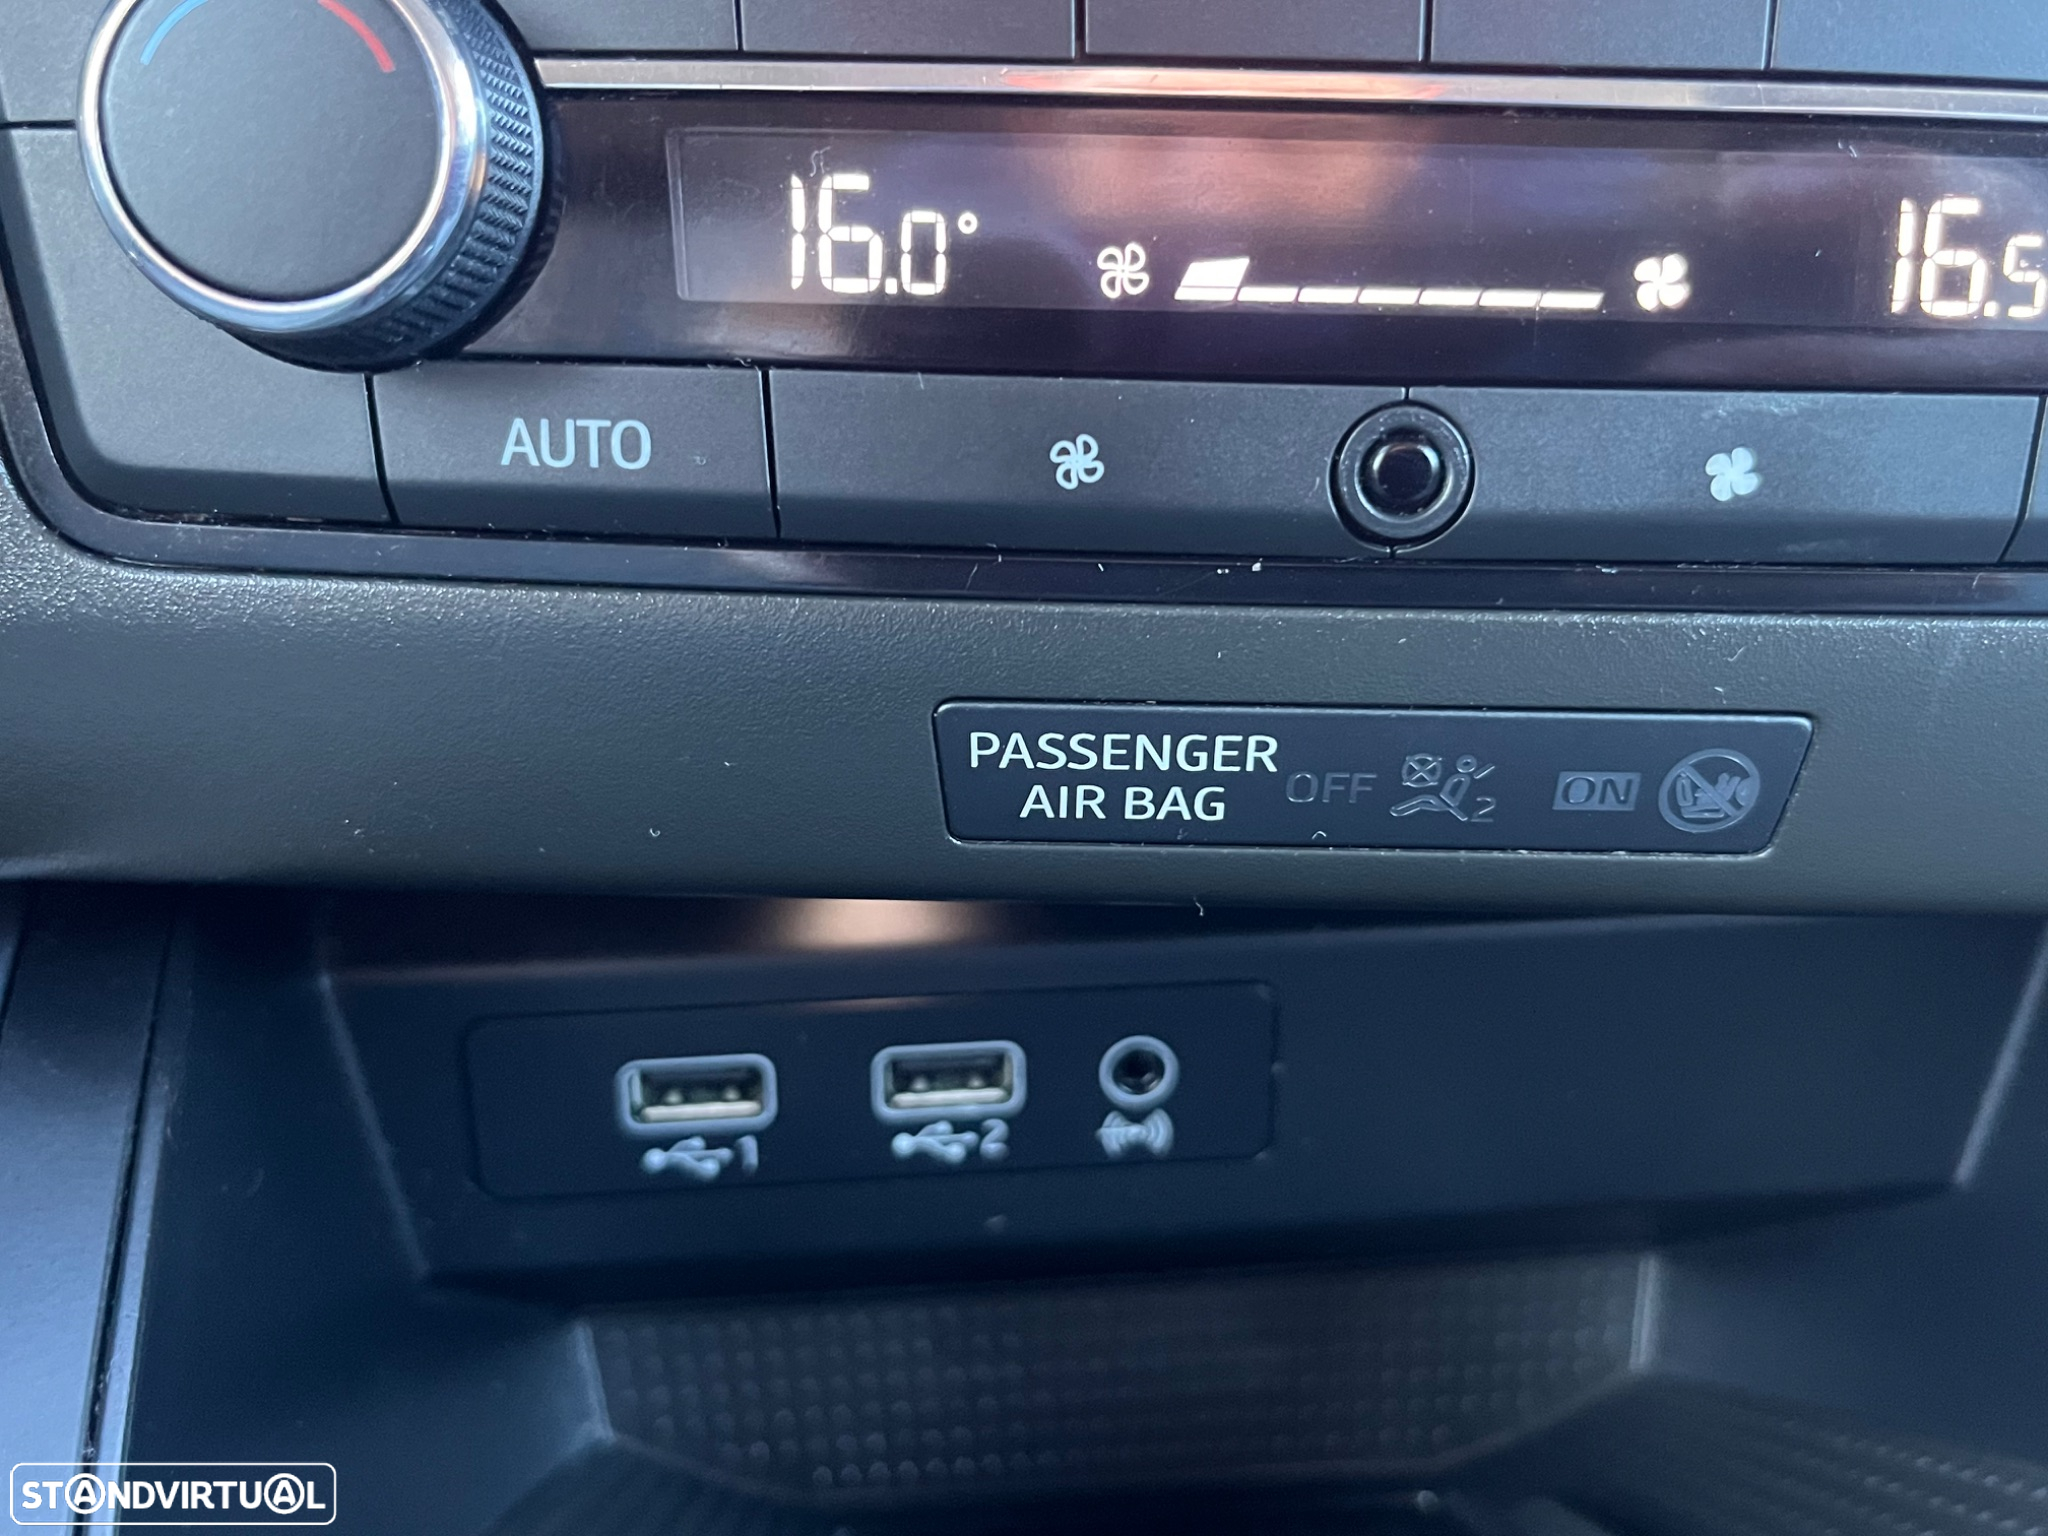 16.0° 16.5
AUTO
PASSENGER OFF 2 ON
AIR BAG
1 2
STANDVIRTUAL